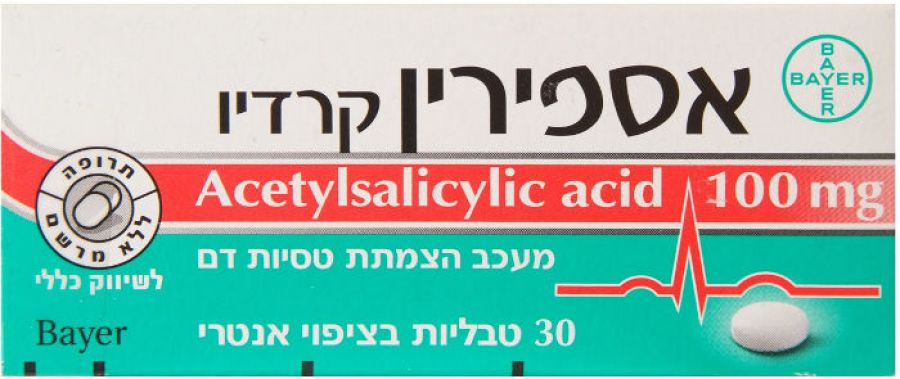 אספירין קרדיו
BAYER
BAYER
Acetylsalicylic acid 100 mg
תרופה
ללא מרשם
לשיווק כללי
מעכב הצמתת טסיות דם
30 טבליות בציפוי אנטרי
Bayer